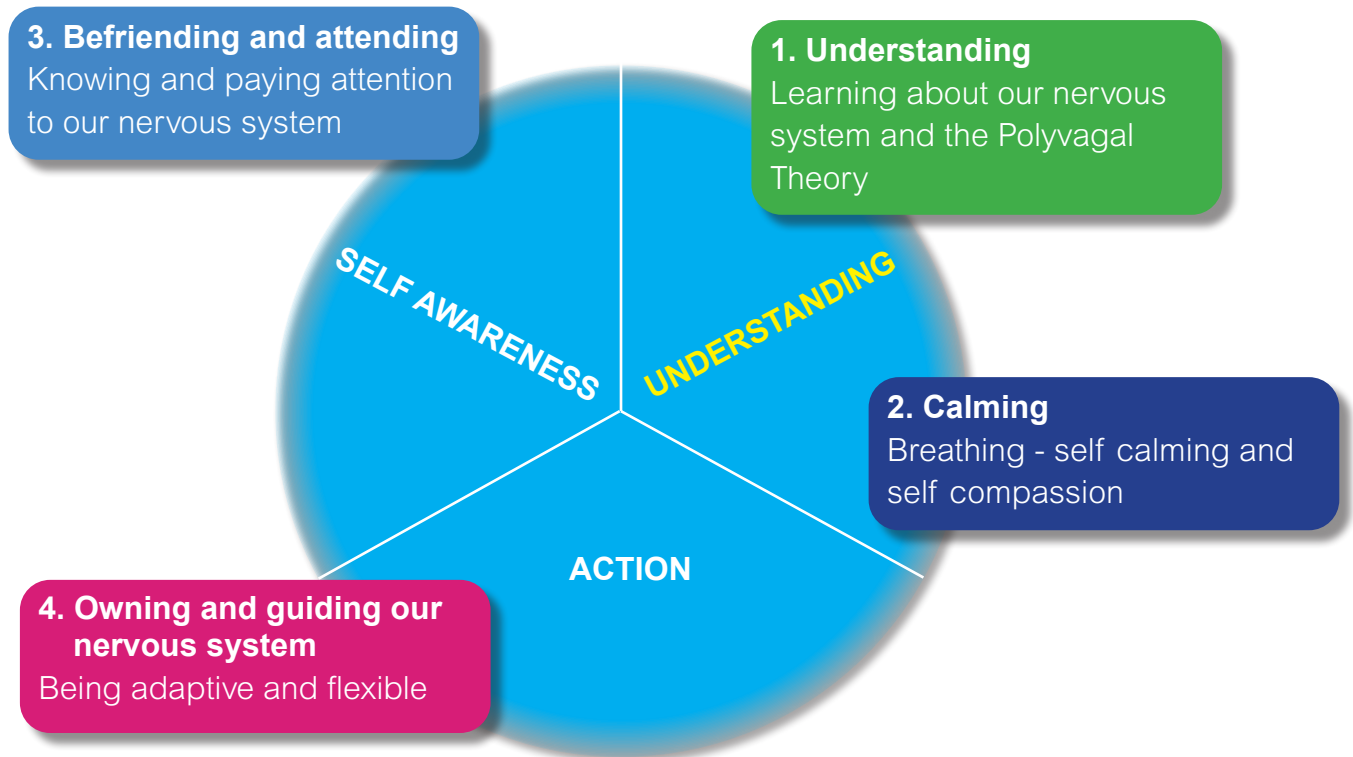 3. Befriending and attending
Knowing and paying attention
to our nervous system
1. Understanding
Learning about our nervous
system and the Polyvagal
Theory
SELF AWARENESS
UNDERSTANDING
2. Calming
Breathing - self calming and
self compassion
ACTION
4. Owning and guiding our
nervous system
Being adaptive and flexible